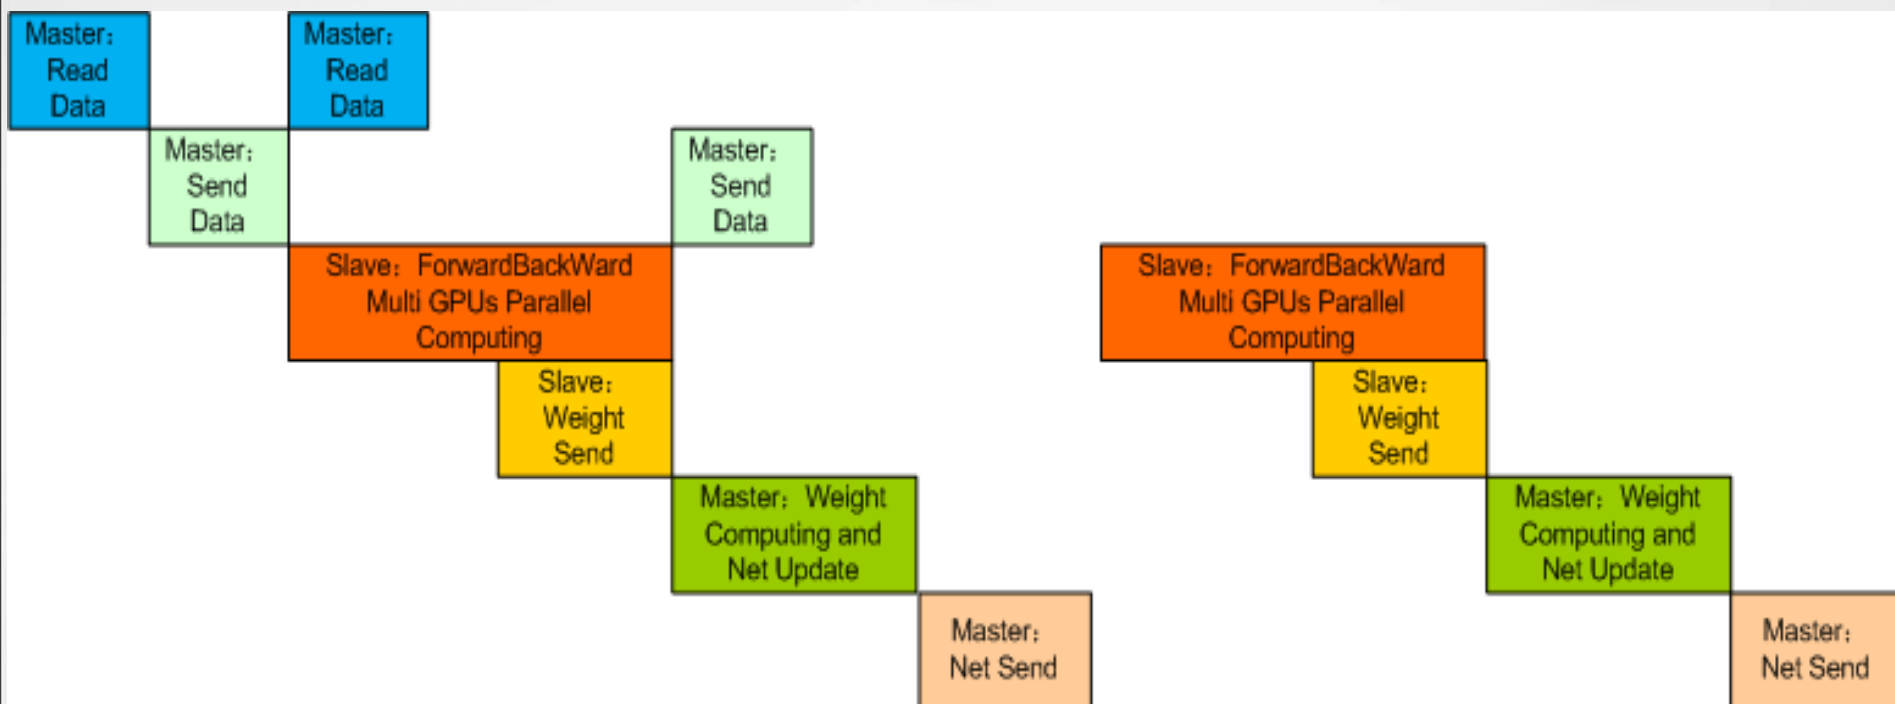 Master：
Read
Data
Master：
Read
Data
Master：
Send
Data
Master：
Send
Data
Slave：ForwardBackWard
Multi GPUs Parallel
Computing
Slave：ForwardBackWard
Multi GPUs Parallel
Computing
Slave：
Weight
Send
Slave：
Weight
Send
Master：Weight
Computing and
Net Update
Master：Weight
Computing and
Net Update
Master：
Net Send
Master：
Net Send